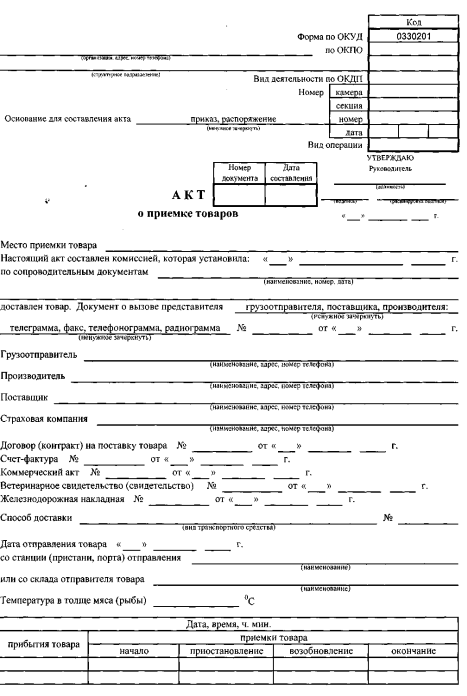 Код
Форма по ОКУД 0330201
по ОКПО
(организация, адрес, номер телефона)
(структурное подразделение)
Вид деятельности по ОКДП
Номер камера
секция
Основание для составления акта приказ, распоряжение номер
(ненужное зачеркнуть)
дата
Вид операции
УТВЕРЖДАЮ
Руководитель
Номер документа Дата составления
(должность)
АКТ
(подпись) (расшифровка подписи)
о приемке товаров
« »
Место приемки товара
Настоящий акт составлен комиссией, которая установила: « » г.
по сопроводительным документам
(наименование, номер, дата)
доставлен товар. Документ о вызове представителя грузоотправителя, поставщика, производителя:
(ненужное зачеркнуть)
телеграмма, факс, телефонограмма, радиограмма № от « » г.
(ненужное зачеркнуть)
Грузоотправитель
(наименование, адрес, номер телефона)
Производитель
(наименование, адрес, номер телефона)
Поставщик
(наименование, адрес, номер телефона)
Страховая компания
(наименование, адрес, номер телефона)
Договор (контракт) на поставку товара № от « » г.
Счет-фактура № от « » г.
Коммерческий акт № от « » г.
Ветеринарное свидетельство (свидетельство) № от « » г.
Железнодорожная накладная № от « » г.
Способ доставки №
(вид транспортного средства)
Дата отправления товара « » г.
со станции (пристани, порта) отправления
(наименование)
или со склада отправителя товара
(наименование)
Температура в толще мяса (рыбы) ⁰С
Дата, время, ч. мин.
прибытия товара приемки товара
начало приостановление возобновление окончание